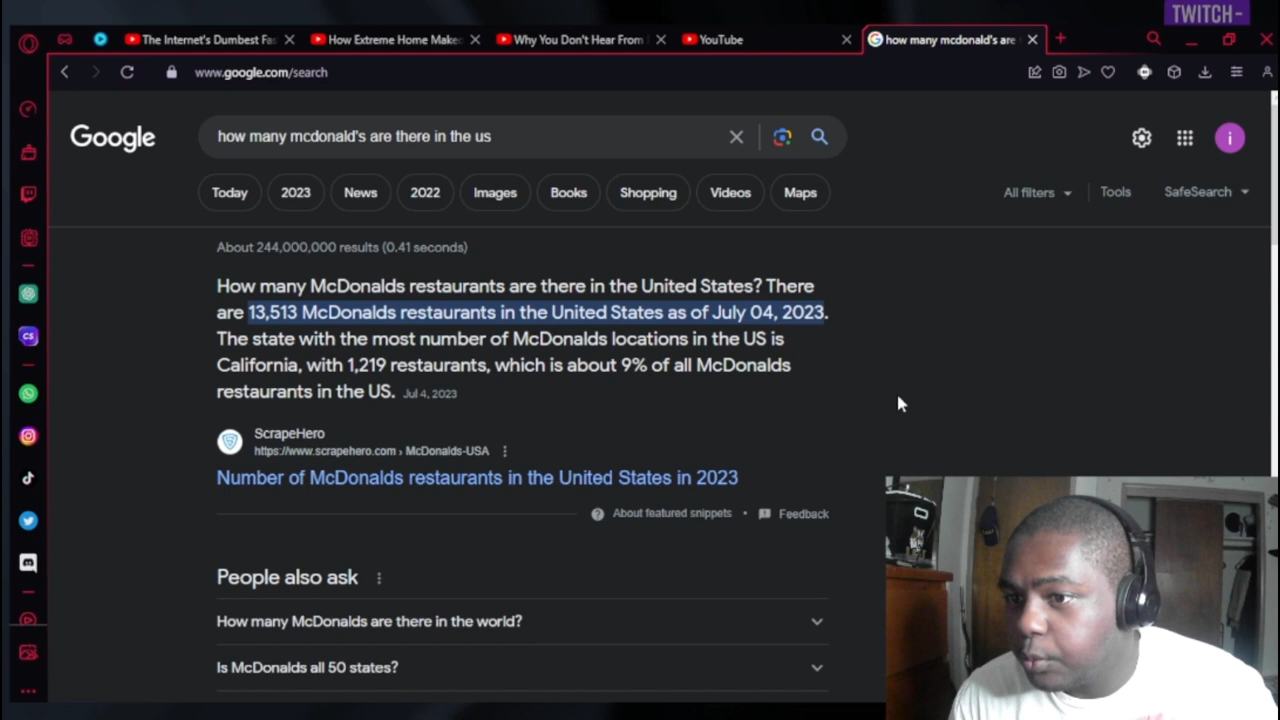 TWITCH-
The Internet's Dumbest Fas
How Extreme Home Make
Why You Don't Hear From
YouTube
how many mcdonald's are
www.google.com/search
Google
how many mcdonald's are there in the us
i
Today
2023
News
2022
Images
Books
Shopping
Videos
Maps
All filters
Tools
SafeSearch
About 244,000,000 results (0.41 seconds)
How many McDonalds restaurants are there in the United States? There
are 13,513 McDonalds restaurants in the United States as of July 04, 2023.
The state with the most number of McDonalds locations in the US is
California, with 1,219 restaurants, which is about 9% of all McDonalds
restaurants in the US. Jul 4, 2023
CS
ScrapeHero
https://www.scrapehero.com › McDonalds-USA
Number of McDonalds restaurants in the United States in 2023
About featured snippets • Feedback
People also ask
How many McDonalds are there in the world?
Is McDonalds all 50 states?